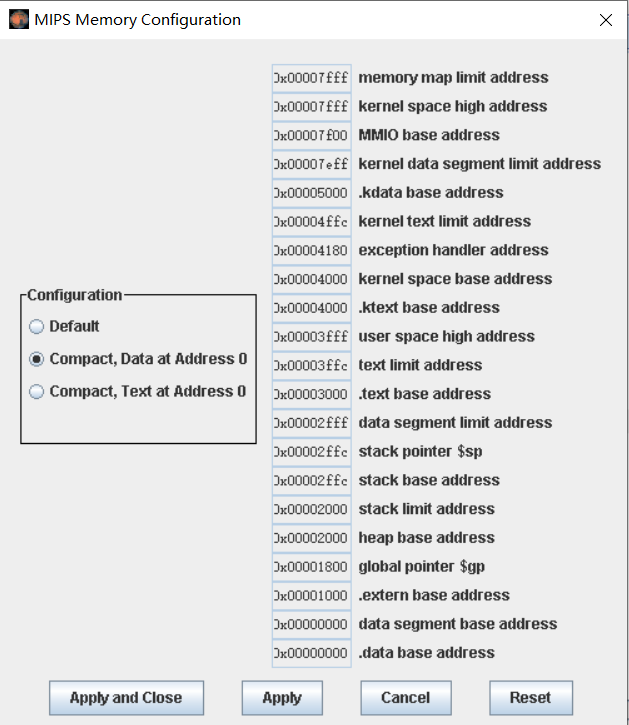 MIPS Memory Configuration
0x00007fff memory map limit address
0x00007fff kernel space high address
0x00007f00 MMIO base address
0x00007eff kernel data segment limit address
0x00005000 .kdata base address
0x00004ffc kernel text limit address
0x00004180 exception handler address
0x00004000 kernel space base address
0x00004000 .ktext base address
0x00003fff user space high address
0x00003ffc text limit address
0x00003000 .text base address
0x00002fff data segment limit address
0x00002ffc stack pointer $sp
0x00002ffc stack base address
0x00002000 stack limit address
0x00002000 heap base address
0x00001800 global pointer $gp
0x00001000 .extern base address
0x00000000 data segment base address
0x00000000 .data base address
Configuration
Default
Compact, Data at Address 0
Compact, Text at Address 0
Apply and Close Apply Cancel Reset